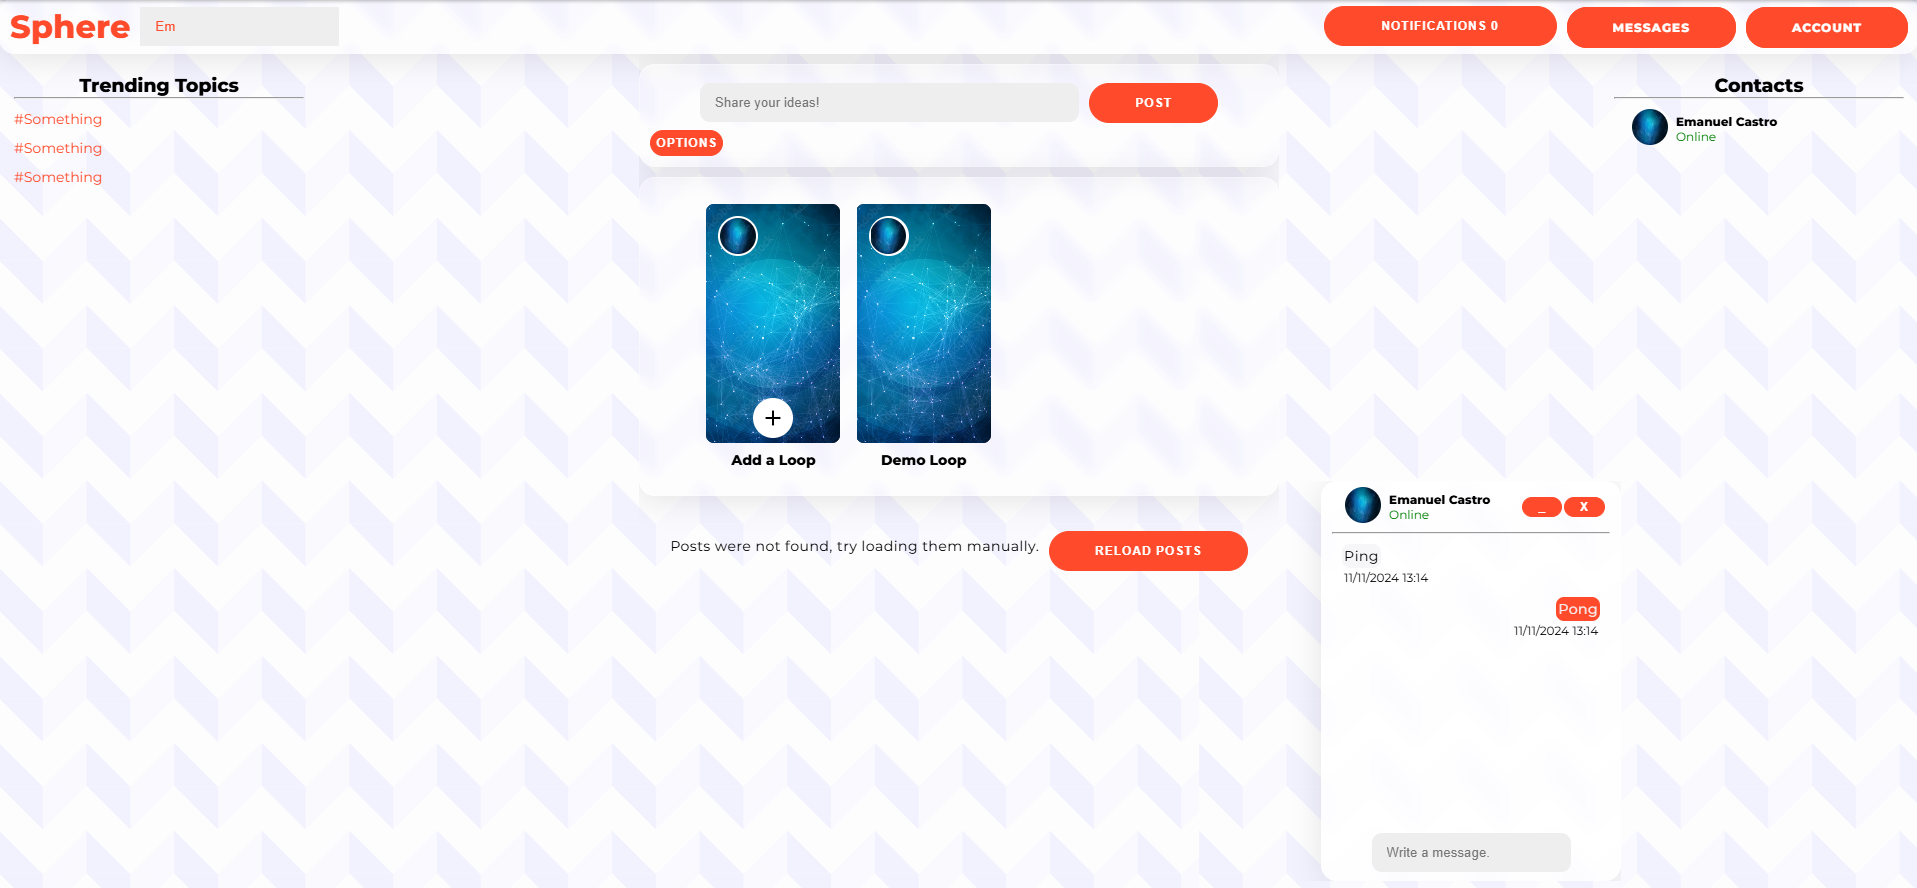 Sphere
Em
NOTIFICATIONS 0
MESSAGES
ACCOUNT
Trending Topics
#Something
#Something
#Something
Share your ideas!
POST
OPTIONS
Add a Loop
Demo Loop
Posts were not found, try loading them manually.
RELOAD POSTS
Contacts
Emanuel Castro
Online
Emanuel Castro
Online
_
X
Ping
11/11/2024 13:14
Pong
11/11/2024 13:14
Write a message.